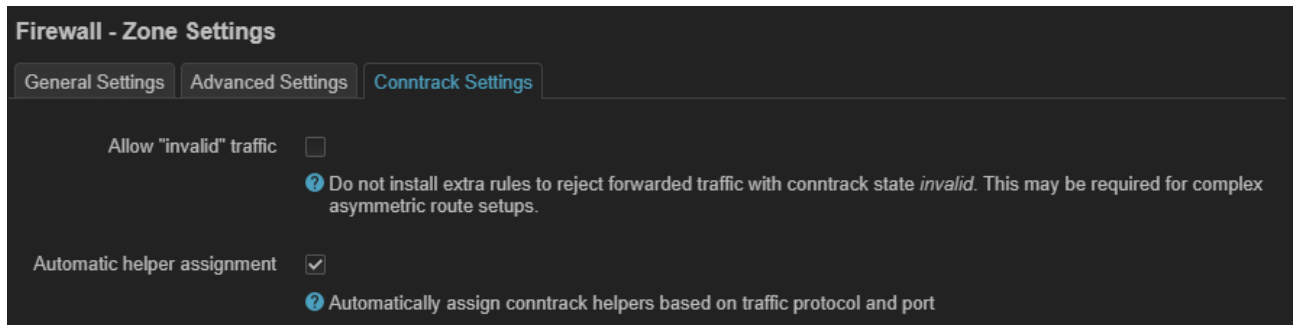 Firewall - Zone Settings
General Settings Advanced Settings Conntrack Settings
Allow "invalid" traffic
Do not install extra rules to reject forwarded traffic with conntrack state invalid. This may be required for complex
asymmetric route setups.
Automatic helper assignment
Automatically assign conntrack helpers based on traffic protocol and port